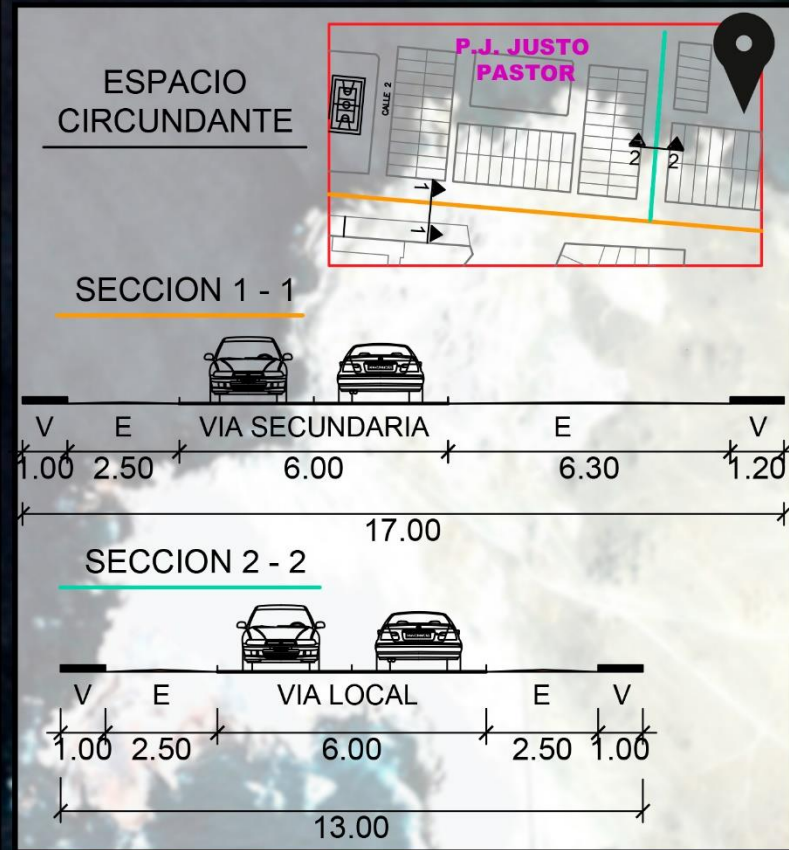 ESPACIO
CIRCUNDANTE
P.J. JUSTO
PASTOR
CALLE 2
1
1
2 2
SECCION 1 - 1
V E VIA SECUNDARIA E V
1.00 2.50 6.00 6.30 1.20
17.00
SECCION 2 - 2
V E VIA LOCAL E V
1.00 2.50 6.00 2.50 1.00
13.00